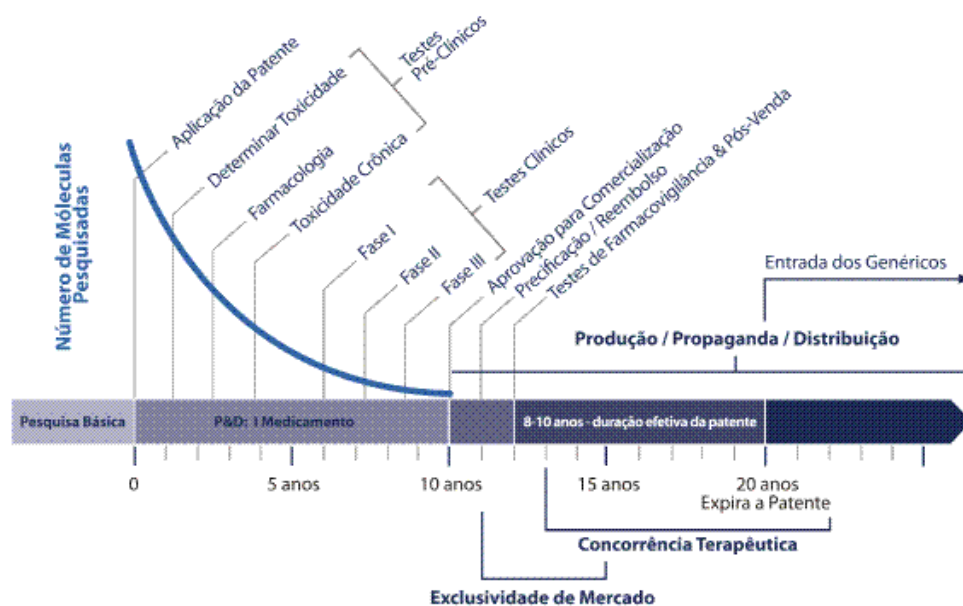 Número de Móleculas
Pesquisadas
Aplicação da Patente
Determinar Toxicidade
Farmacologia
Toxicidade Crônica
Testes
Pré-Clínicos
Fase I
Fase II
Fase III
Testes Clínicos
Aprovação para Comercialização
Precificação / Reembolso
Testes de Farmacovigilância & Pós-Venda
Entrada dos Genéricos
Produção / Propaganda / Distribuição
Pesquisa Básica
P&D: 1 Medicamento
8-10 anos - duração efetiva da patente
0
5 anos
10 anos
15 anos
20 anos
Expira a Patente
Concorrência Terapêutica
Exclusividade de Mercado